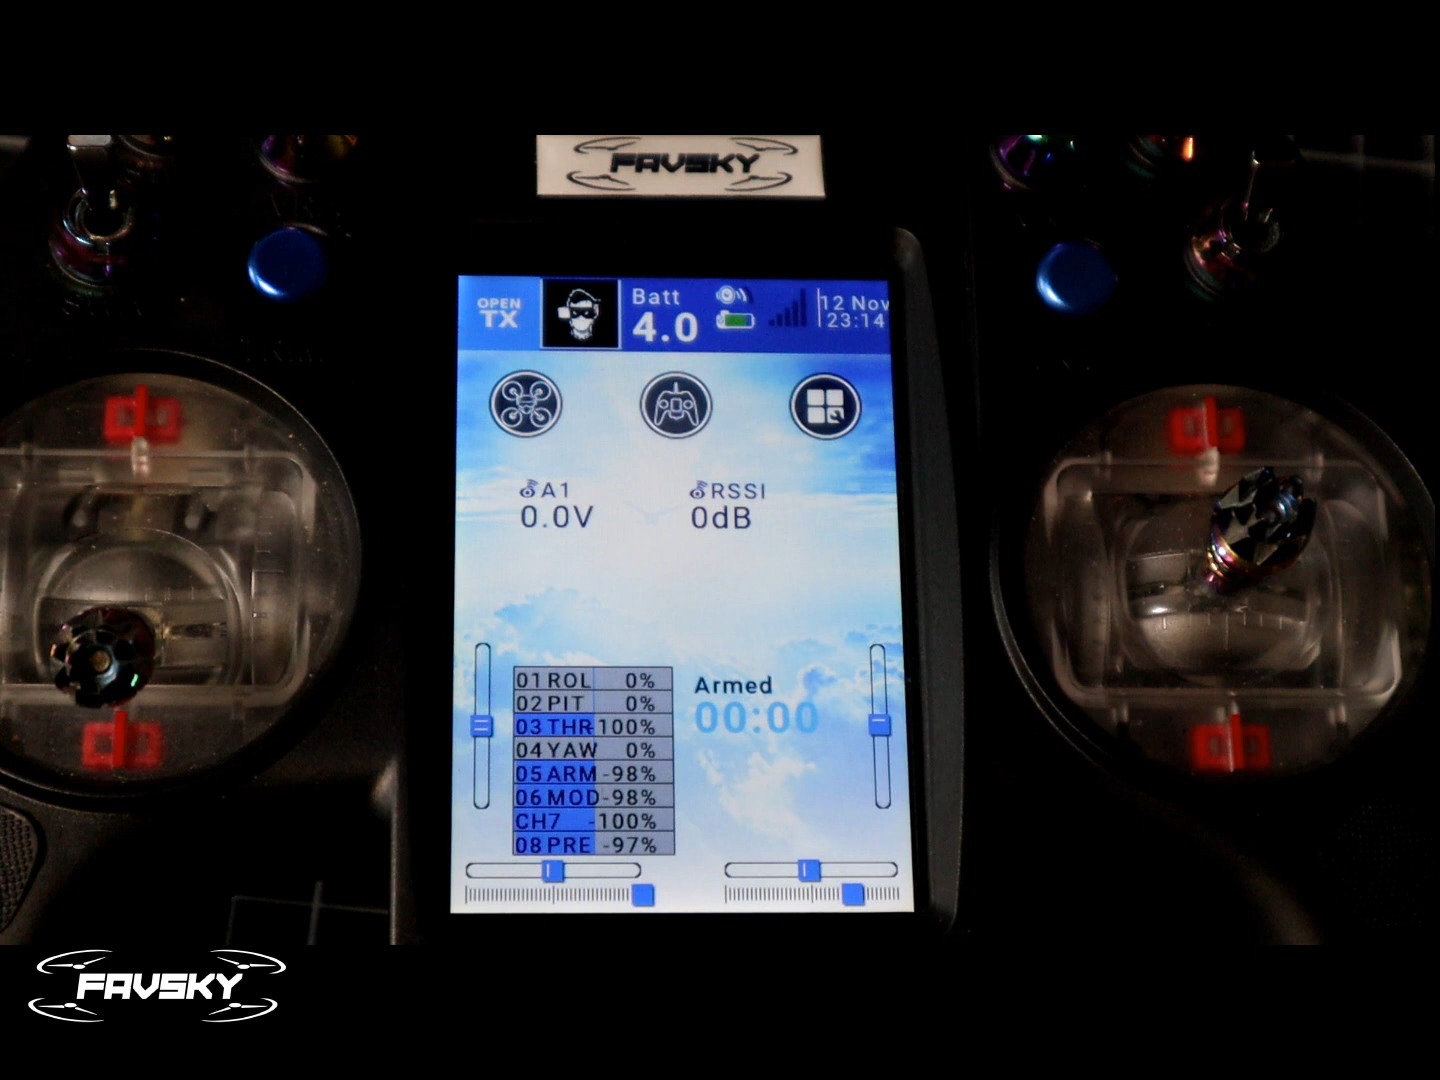 FAVSKY
OPEN
TX
Batt
4.0
12 Nov
23:14
A1
0.0V
RSSI
0dB
01 ROL 0%
02 PIT 0%
03 THR-100%
04 YAW 0%
05 ARM -98%
06 MOD-98%
CH7 -100%
08 PRE -97%
Armed
00:00
FAVSKY